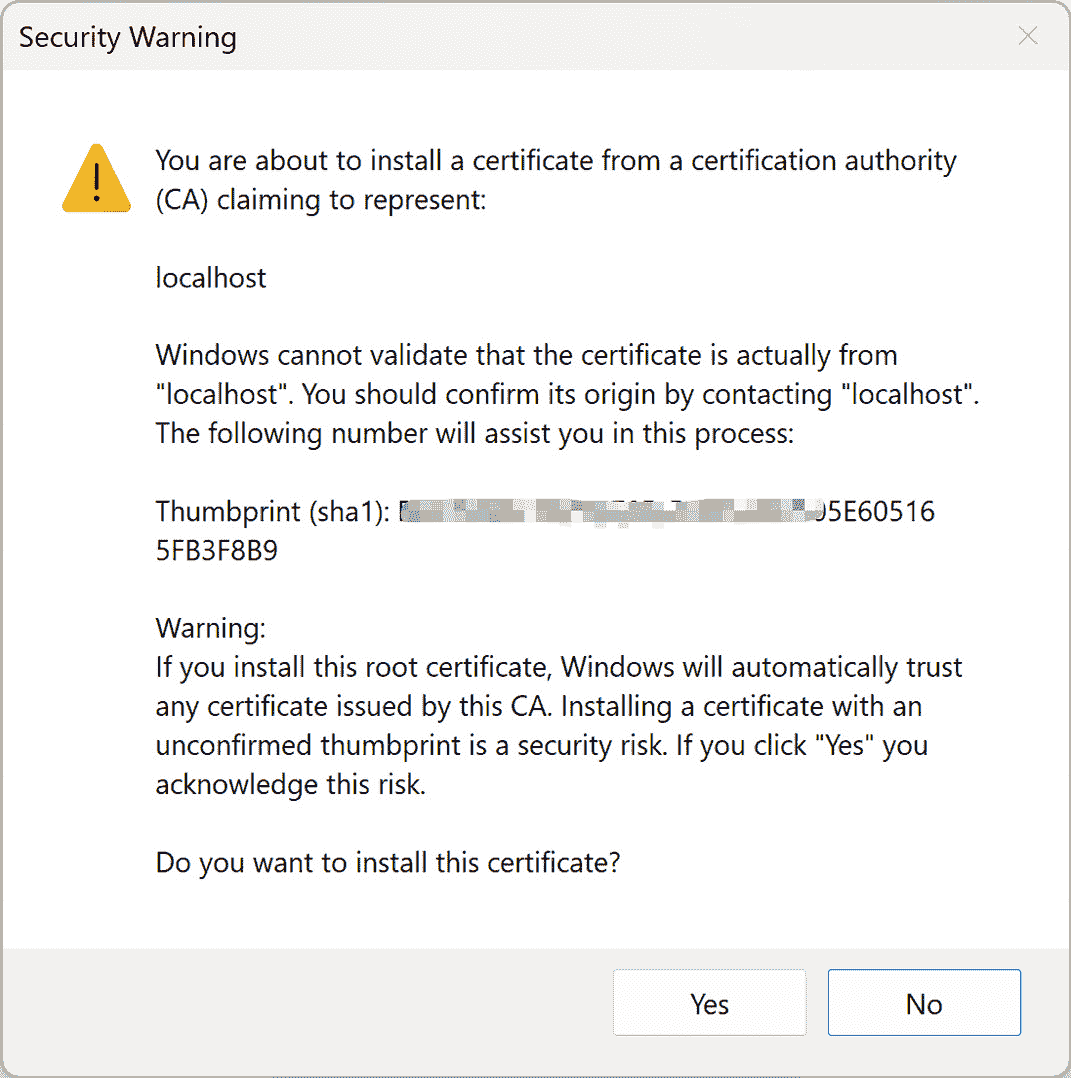 Security Warning
You are about to install a certificate from a certification authority
(CA) claiming to represent:
localhost
Windows cannot validate that the certificate is actually from
"localhost". You should confirm its origin by contacting "localhost".
The following number will assist you in this process:
Thumbprint (sha1): 05E60516
5FB3F8B9
Warning:
If you install this root certificate, Windows will automatically trust
any certificate issued by this CA. Installing a certificate with an
unconfirmed thumbprint is a security risk. If you click "Yes" you
acknowledge this risk.
Do you want to install this certificate?
Yes
No